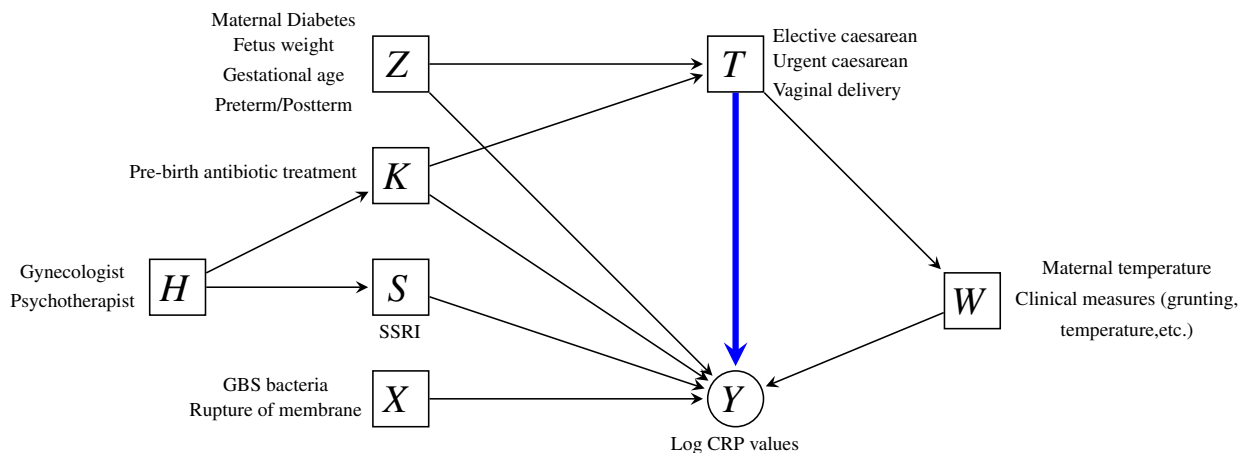 Maternal Diabetes
Fetus weight
Gestational age
Preterm/Postterm
Z
T
Elective caesarean
Urgent caesarean
Vaginal delivery
Pre-birth antibiotic treatment
K
Gynecologist
Psychotherapist
H
S
SSRI
W
Maternal temperature
Clinical measures (grunting,
temperature,etc.)
GBS bacteria
Rupture of membrane
X
Y
Log CRP values